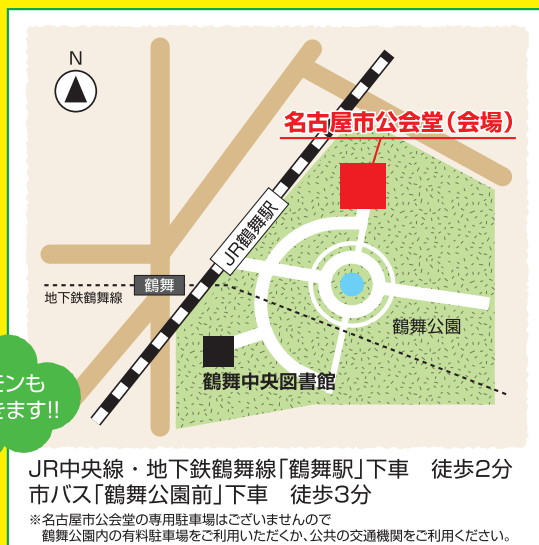 N
名古屋市公会堂(会場)
JR鶴舞駅
鶴舞
地下鉄鶴舞線
鶴舞公園
鶴舞中央図書館
モンも
きます!!
JR中央線・地下鉄鶴舞線「鶴舞駅」下車　徒歩2分
市バス「鶴舞公園前」下車　徒歩3分
※名古屋市公会堂の専用駐車場はございませんので
鶴舞公園内の有料駐車場をご利用いただくか、公共の交通機関をご利用ください。